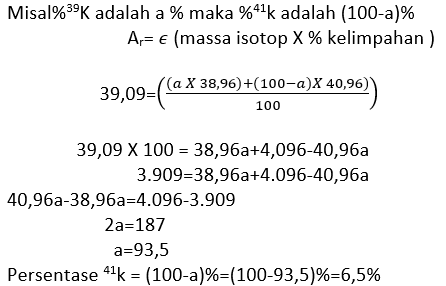 Misal%³⁹K adalah a % maka %⁴¹k adalah (100-a)%
Aᵣ= ϵ (massa isotop X % kelimpahan )
39,09=(((a X 38,96)+(100−a)X 40,96)/100)
39,09 X 100 = 38,96a+4,096-40,96a
3.909=38,96a+4.096-40,96a
40,96a-38,96a=4.096-3.909
2a=187
a=93,5
Persentase ⁴¹k = (100-a)%=(100-93,5)%=6,5%